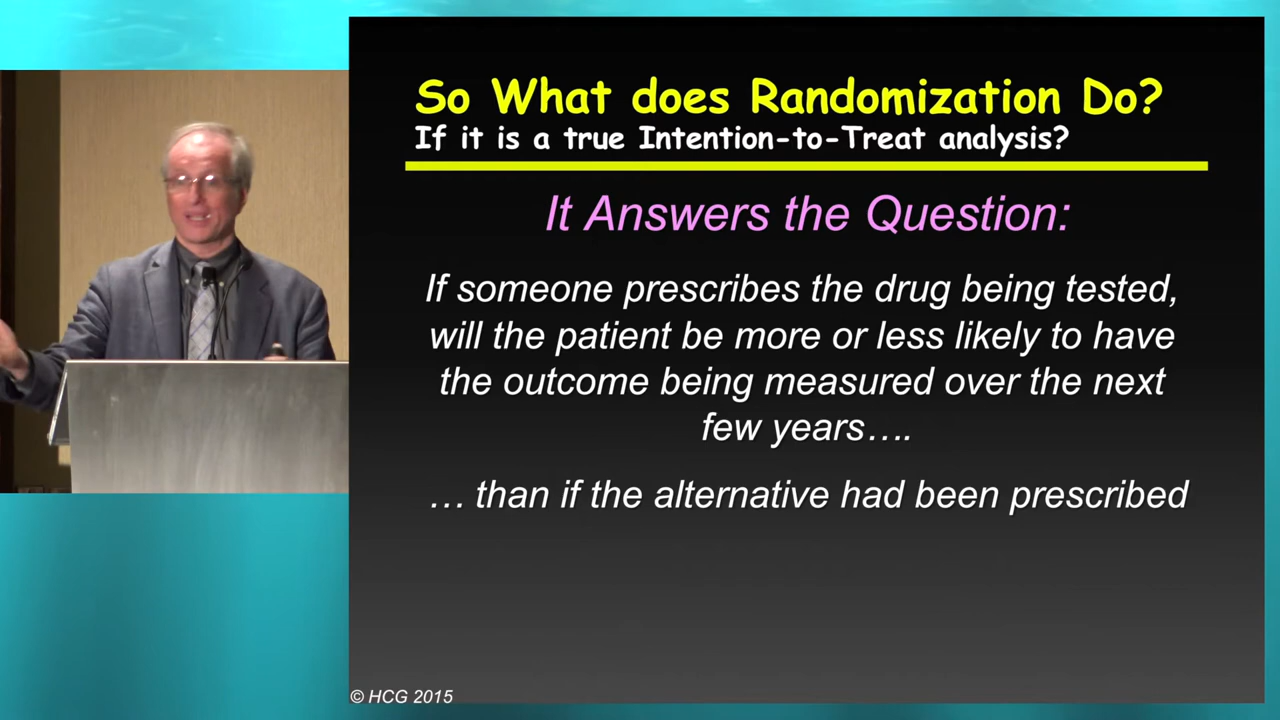 So What does Randomization Do?
If it is a true Intention-to-Treat analysis?
It Answers the Question:
If someone prescribes the drug being tested,
will the patient be more or less likely to have
the outcome being measured over the next
few years….
… than if the alternative had been prescribed
© HCG 2015